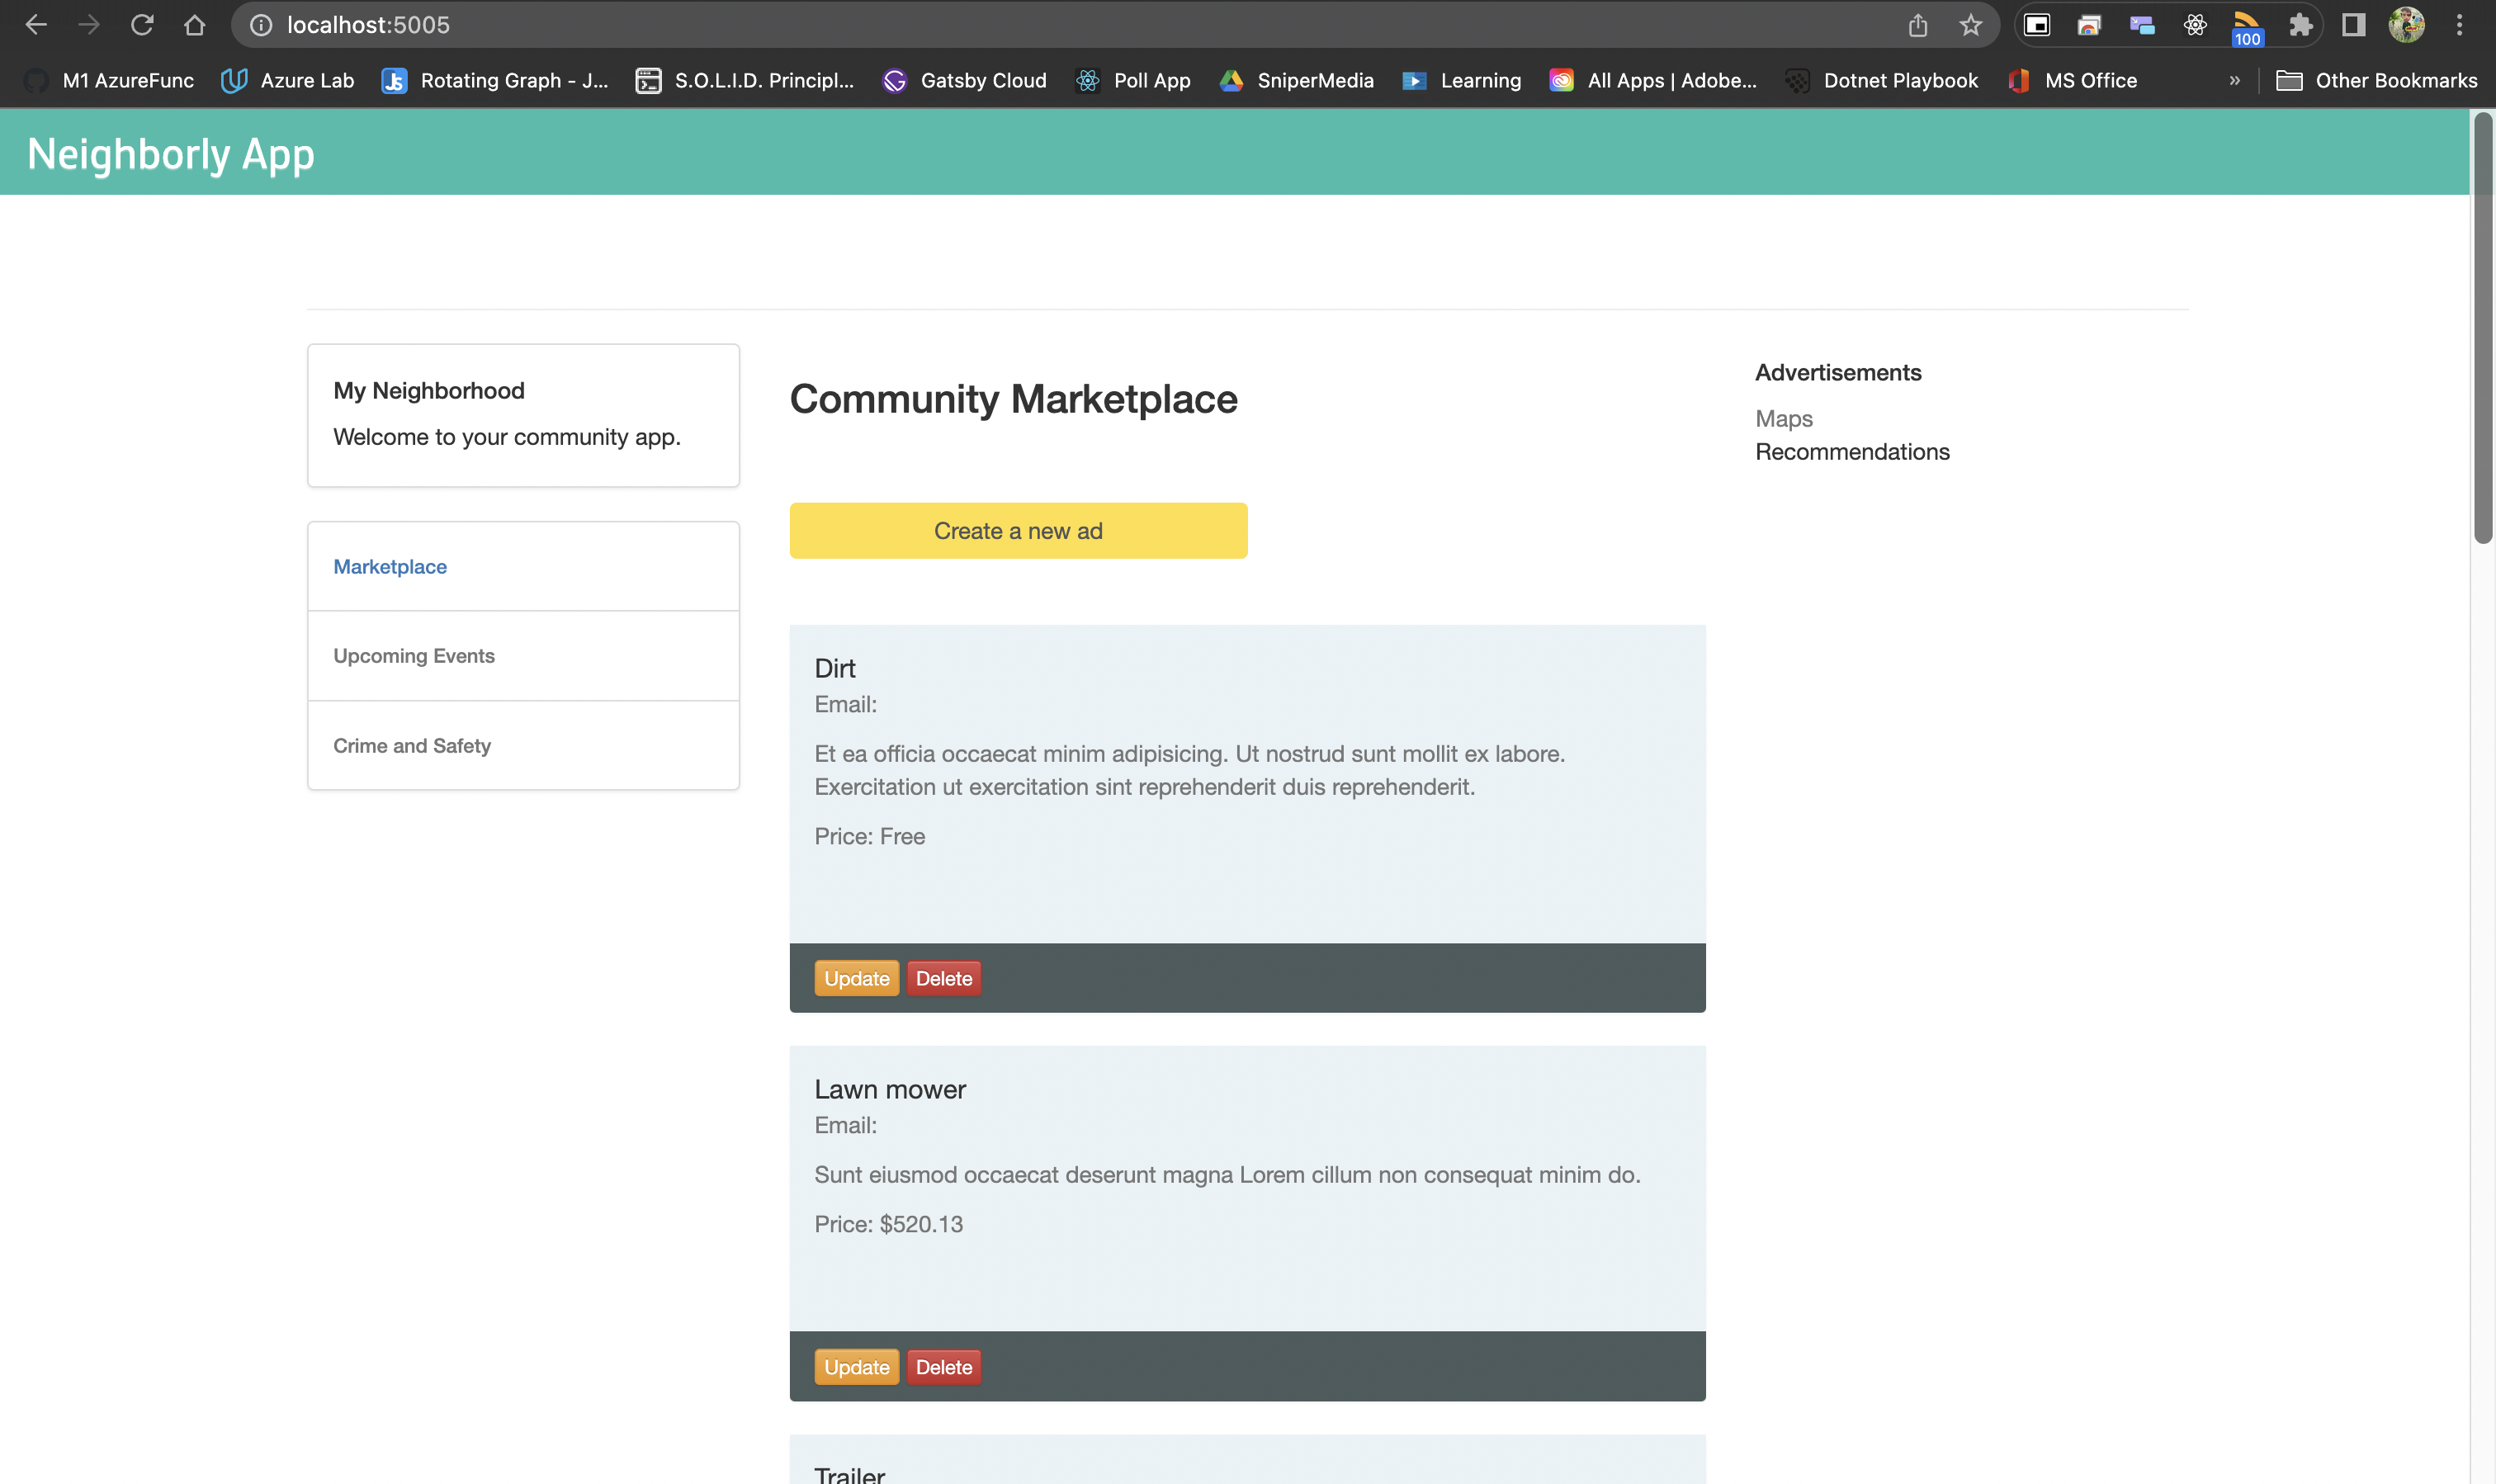 localhost:5005
100
M1 AzureFunc
Azure Lab
JS
Rotating Graph - J...
S.O.L.I.D. Principl...
Gatsby Cloud
Poll App
SniperMedia
Learning
All Apps | Adobe...
Dotnet Playbook
MS Office
»
Other Bookmarks
Neighborly App
My Neighborhood
Welcome to your community app.
Marketplace
Upcoming Events
Crime and Safety
Community Marketplace
Create a new ad
Dirt
Email:
Et ea officia occaecat minim adipisicing. Ut nostrud sunt mollit ex labore.
Exercitation ut exercitation sint reprehenderit duis reprehenderit.
Price: Free
Update Delete
Lawn mower
Email:
Sunt eiusmod occaecat deserunt magna Lorem cillum non consequat minim do.
Price: $520.13
Update Delete
Trailer
Advertisements
Maps
Recommendations